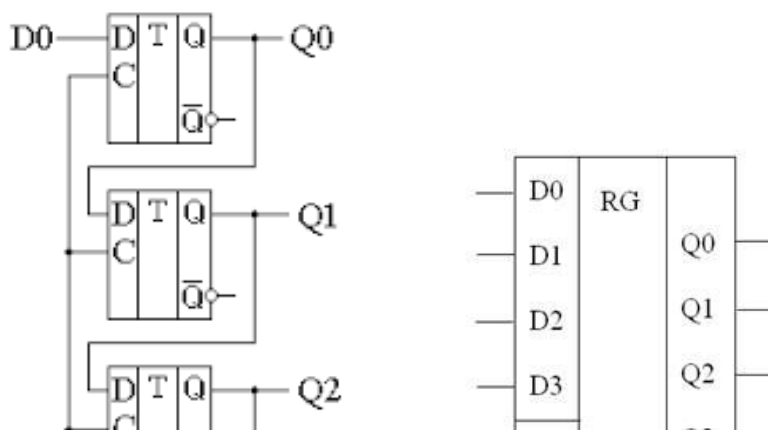 D0 D T Q Q0
C
Q
D T Q Q1
C
Q
D T Q Q2
C
D0 RG
Q0
D1
Q1
D2
Q2
D3